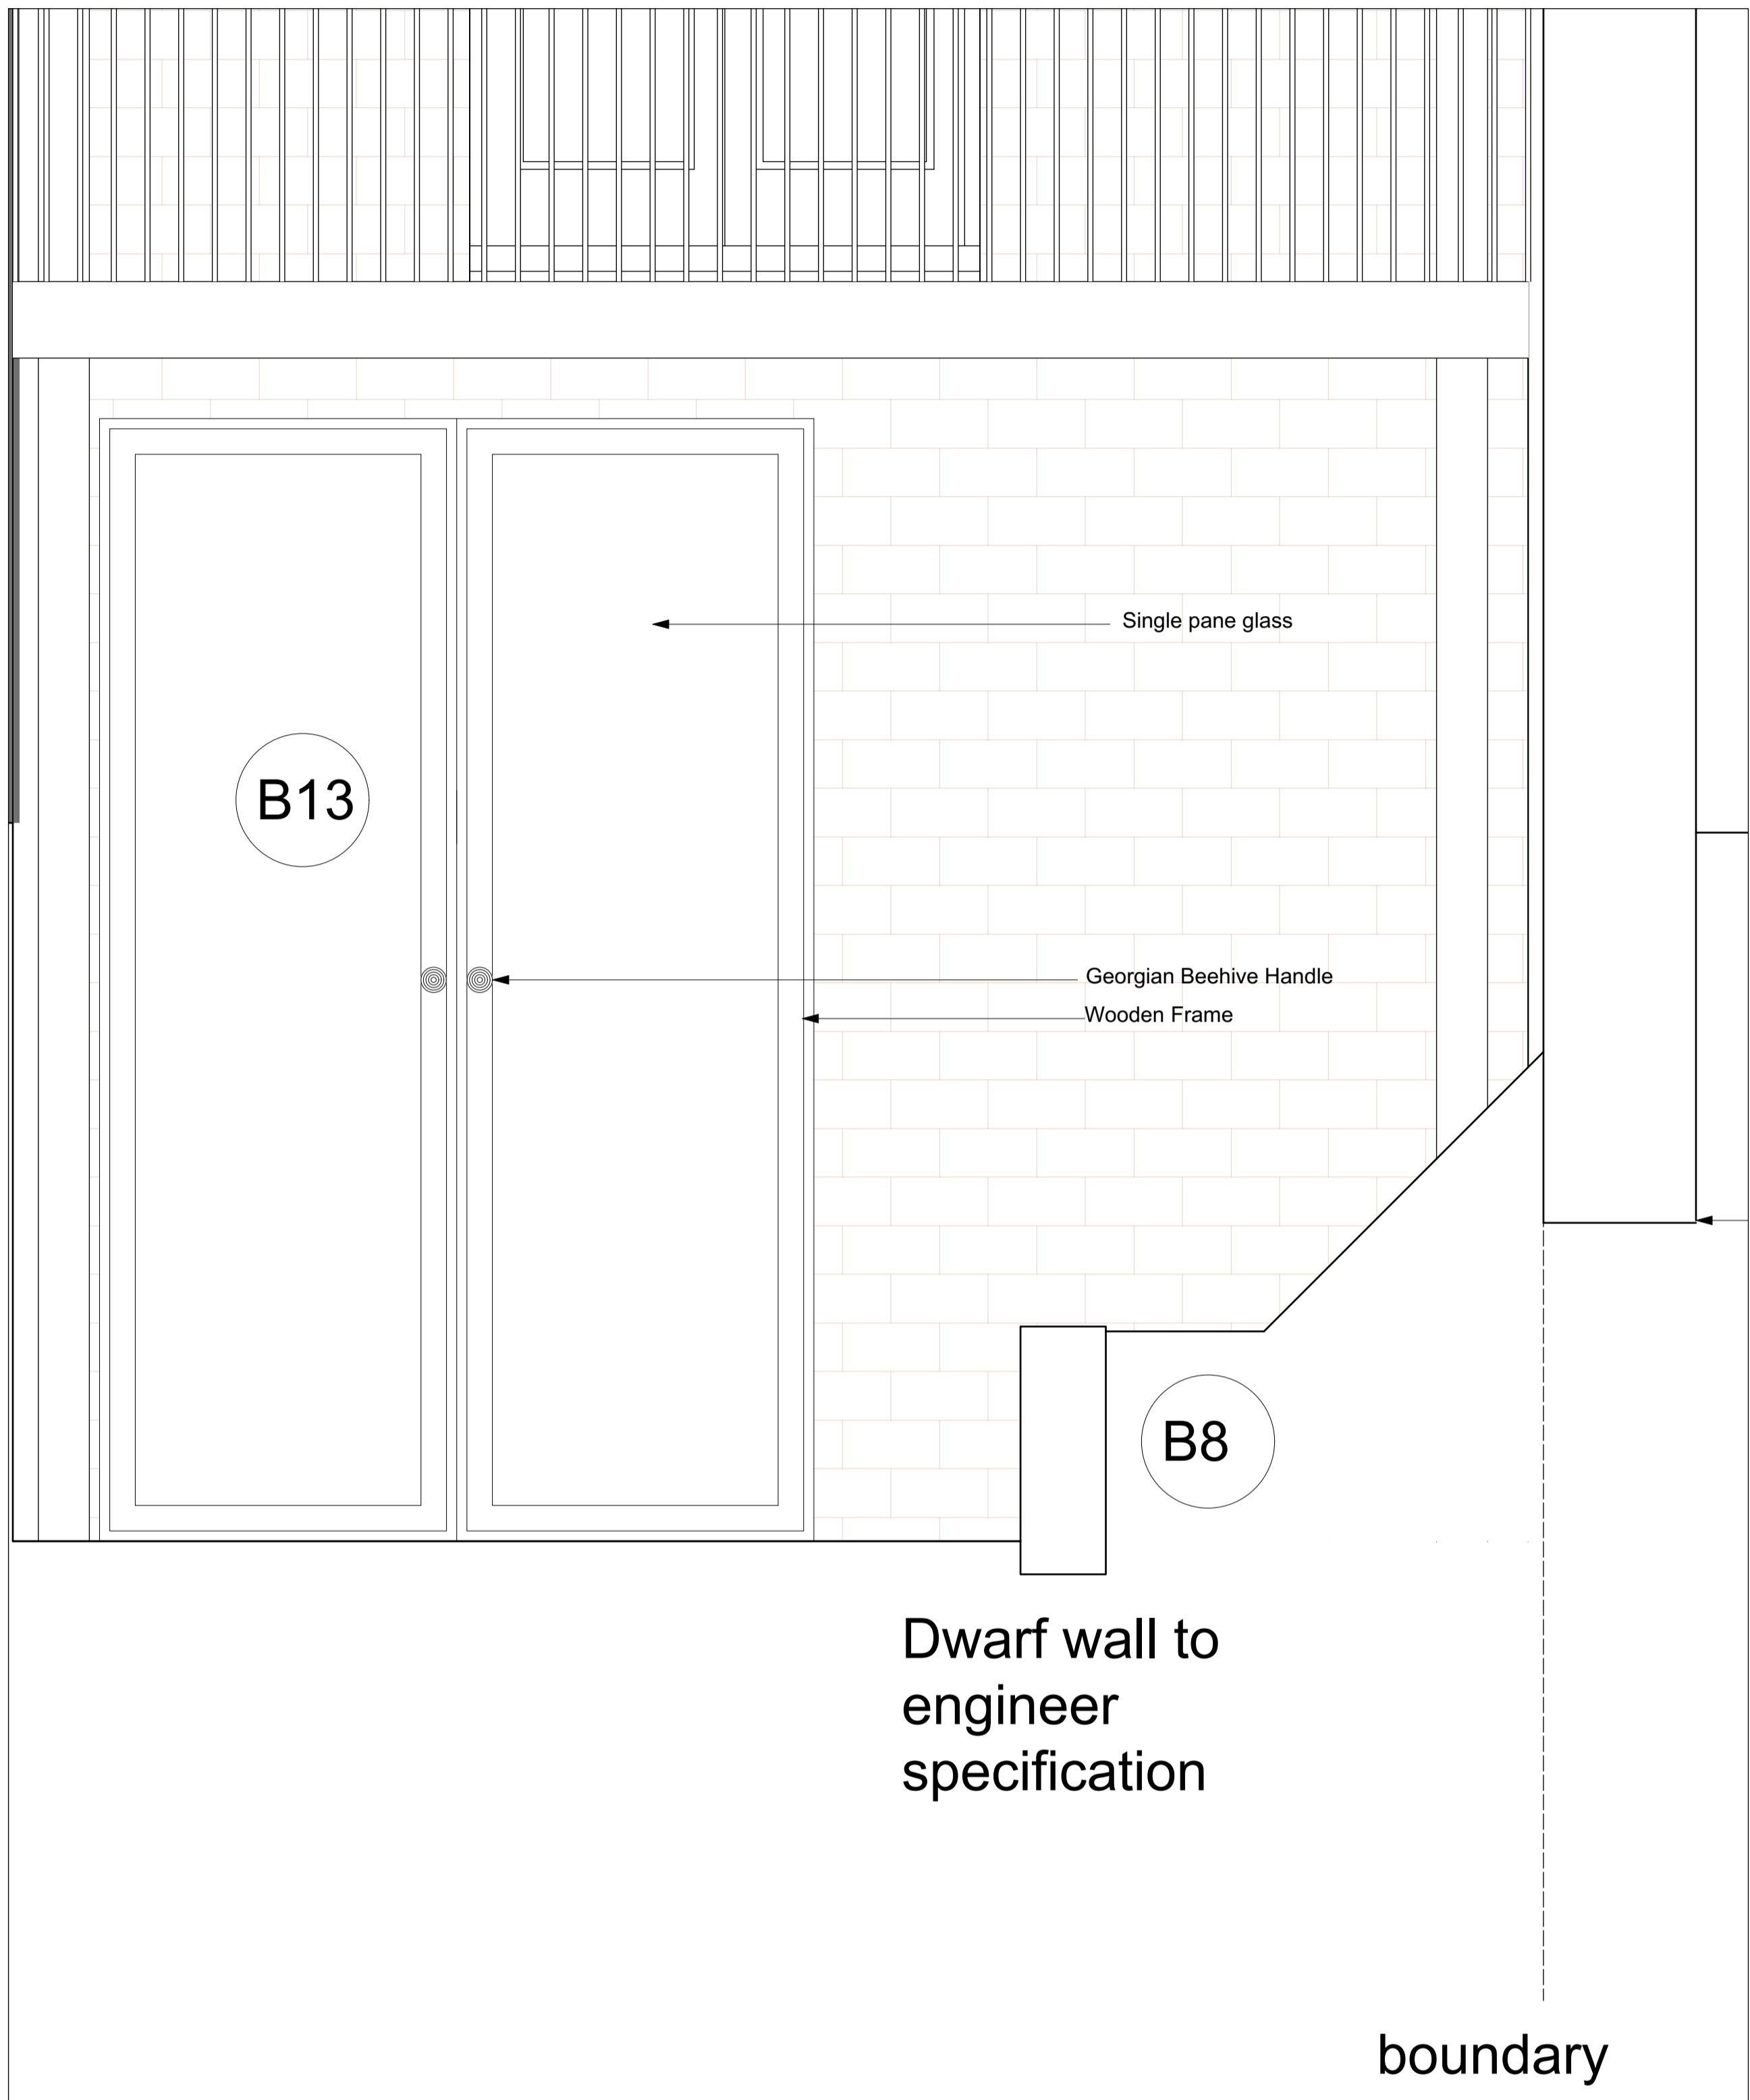 Single pane glass
B13
Georgian Beehive Handle
Wooden Frame
B8
Dwarf wall to
engineer
specification
boundary